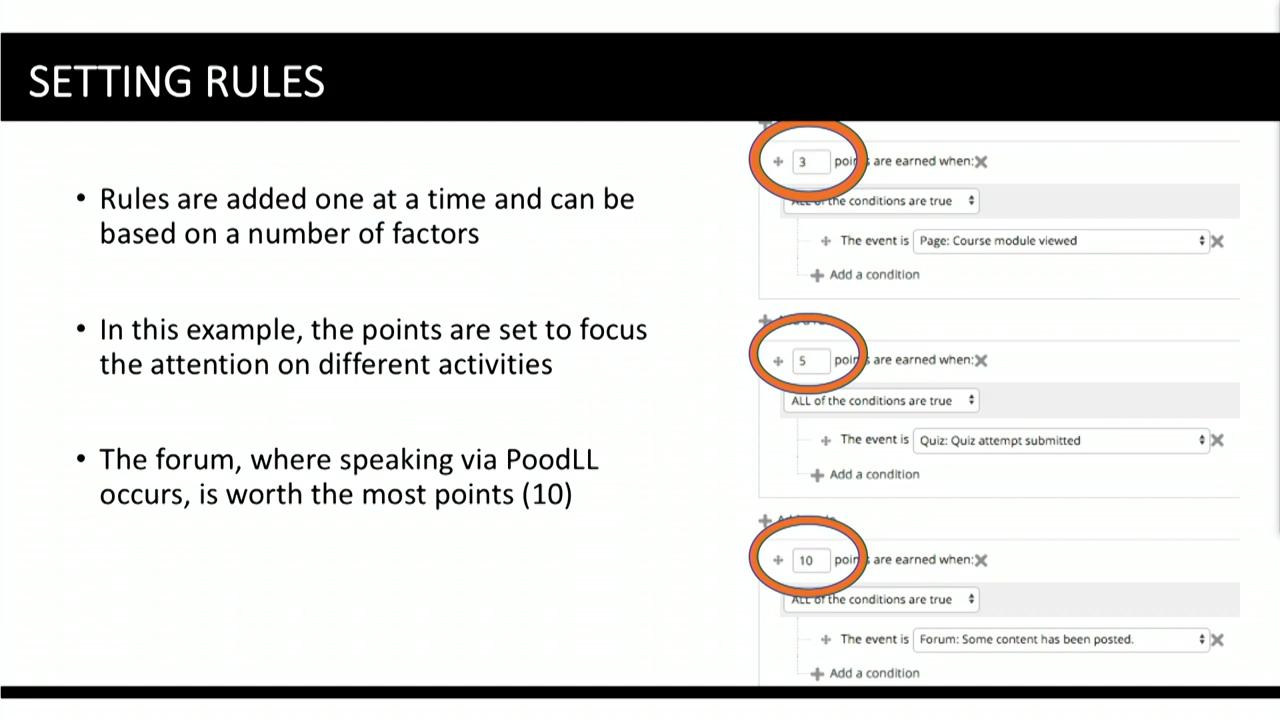 SETTING RULES
• Rules are added one at a time and can be
based on a number of factors
• In this example, the points are set to focus
the attention on different activities
• The forum, where speaking via PoodLL
occurs, is worth the most points (10)
3 points are earned when:
ALL of the conditions are true
The event is Page: Course module viewed
Add a condition
5 points are earned when:
ALL of the conditions are true
The event is Quiz: Quiz attempt submitted
Add a condition
10 points are earned when:
ALL of the conditions are true
The event is Forum: Some content has been posted.
Add a condition